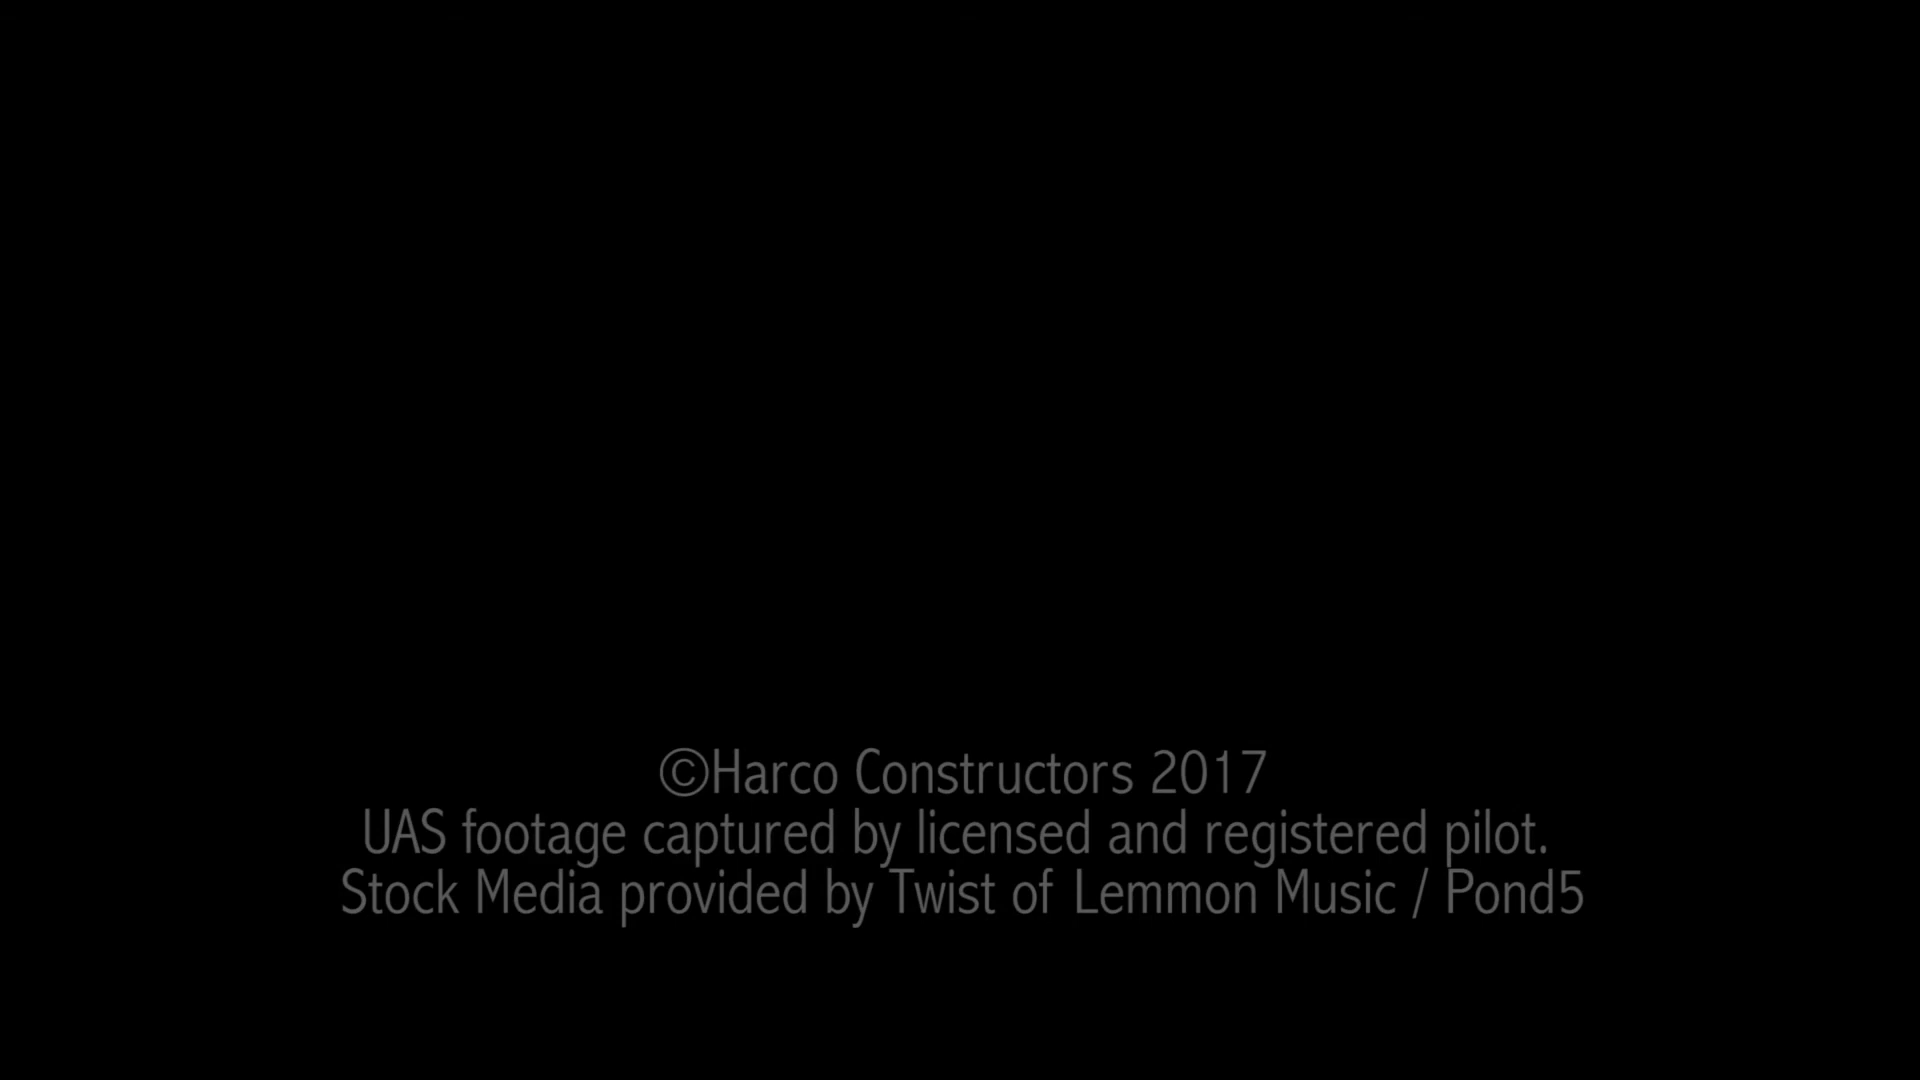 ©Harco Constructors 2017
UAS footage captured by licensed and registered pilot.
Stock Media provided by Twist of Lemmon Music / Pond5